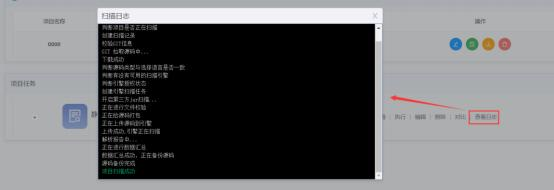 扫描日志
X
项目名称
操作
0000
判断项目是否正在扫描
创建扫描记录
校验GIT信息
GIT 拉取源码中...
下载成功
判断源码类型与选择语言是否一致
判断有没有可用的扫描引擎
判断引擎授权状态
创建引擎扫描任务
开启第三方jar扫描...
正在进行文件校验
正在给源码打包
正在上传源码到引擎
上传成功,引擎正在扫描
解析报告中...
正在进行数据汇总
数据汇总成功, 正在备份源码
源码备份完成
项目扫描成功
项目任务
执行 | 编辑 | 删除 | 对比 | 查看日志